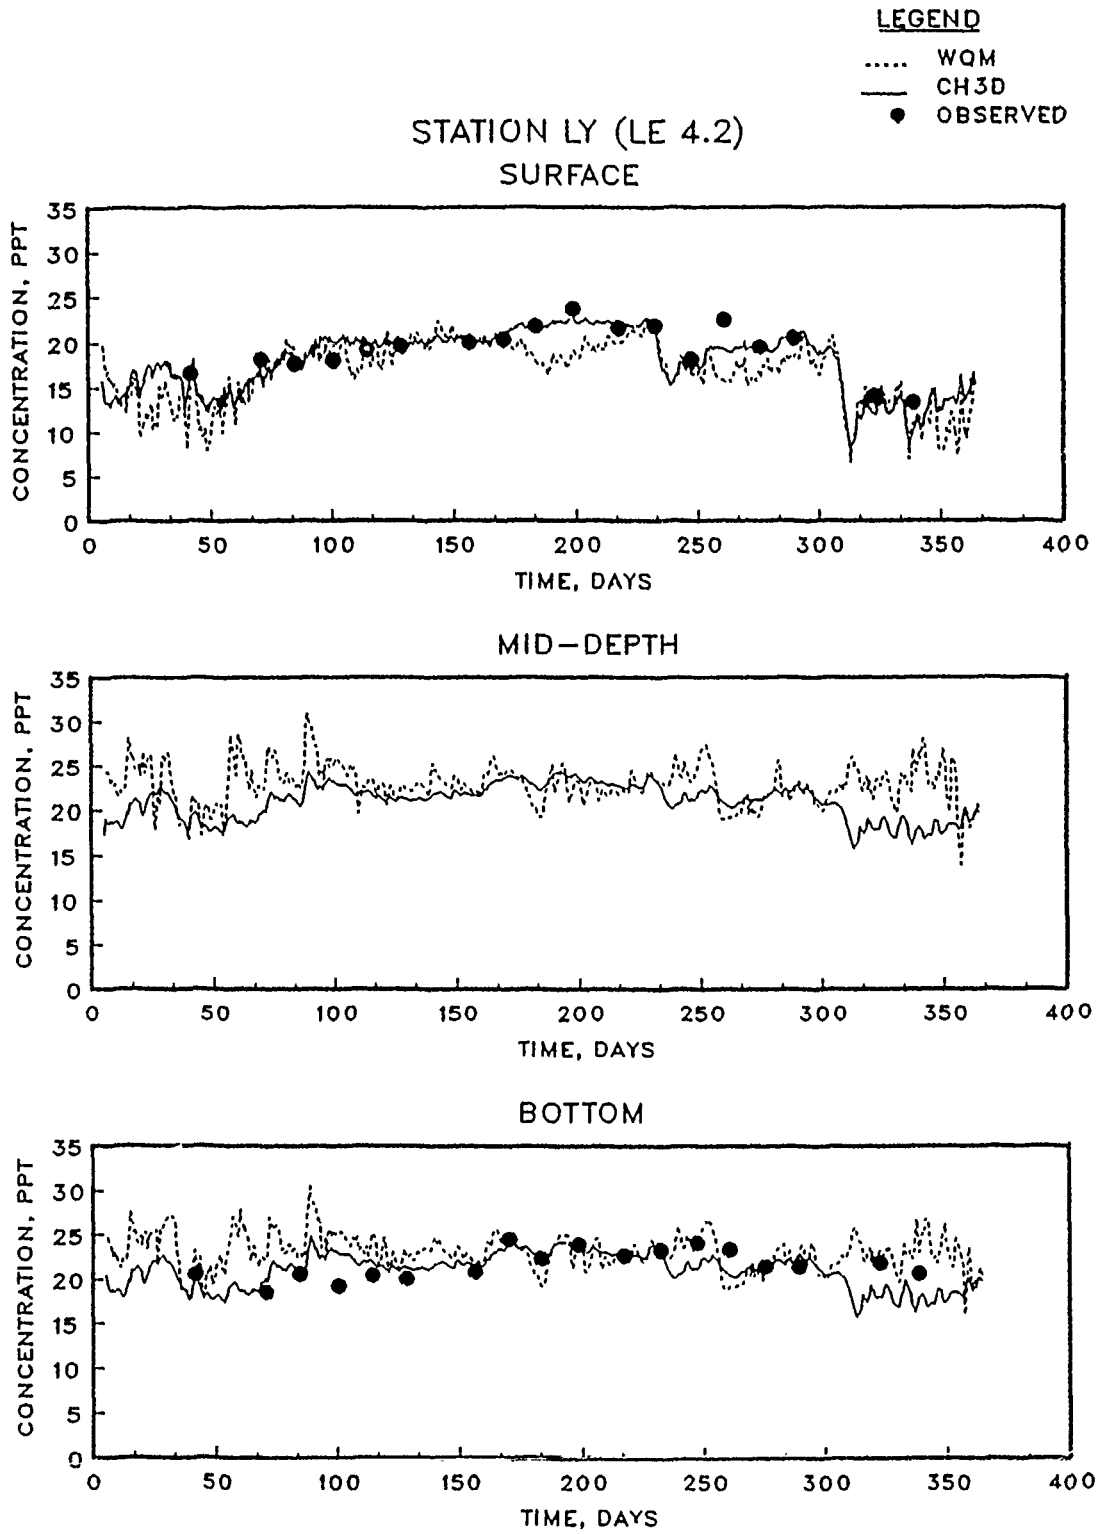 LEGEND
WQM
CH3D
OBSERVED
STATION LY (LE 4.2)
SURFACE
CONCENTRATION, PPT
35
30
25
20
15
10
5
0
0 50 100 150 200 250 300 350 400
TIME, DAYS
MID-DEPTH
CONCENTRATION, PPT
35
30
25
20
15
10
5
0
0 50 100 150 200 250 300 350 400
TIME, DAYS
BOTTOM
CONCENTRATION, PPT
35
30
25
20
15
10
5
0
0 50 100 150 200 250 300 350 400
TIME, DAYS